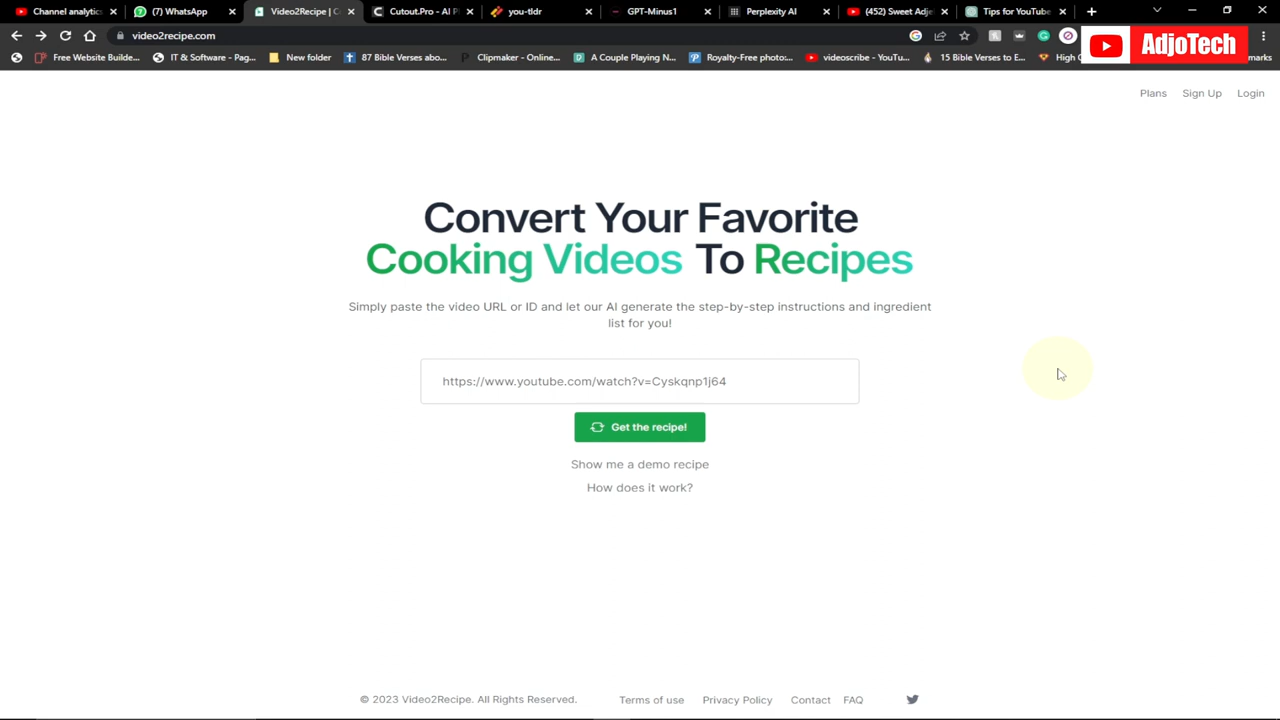 Channel analytics
(7) WhatsApp
Video2Recipe | C
Cutout.Pro - AI P
you-tldr
GPT-Minus1
Perplexity AI
(452) Sweet Adje
Tips for YouTube
video2recipe.com
AdjoTech
Free Website Builde...
IT & Software - Pag...
New folder
87 Bible Verses abo...
Clipmaker - Online...
A Couple Playing N...
Royalty-Free photo:...
videoscribe - YouTu...
15 Bible Verses to E...
High
marks
Plans
Sign Up
Login
Convert Your Favorite
Cooking Videos To Recipes
Simply paste the video URL or ID and let our AI generate the step-by-step instructions and ingredient
list for you!
https://www.youtube.com/watch?v=Cyskqnp1j64
Get the recipe!
Show me a demo recipe
How does it work?
© 2023 Video2Recipe. All Rights Reserved.
Terms of use
Privacy Policy
Contact
FAQ